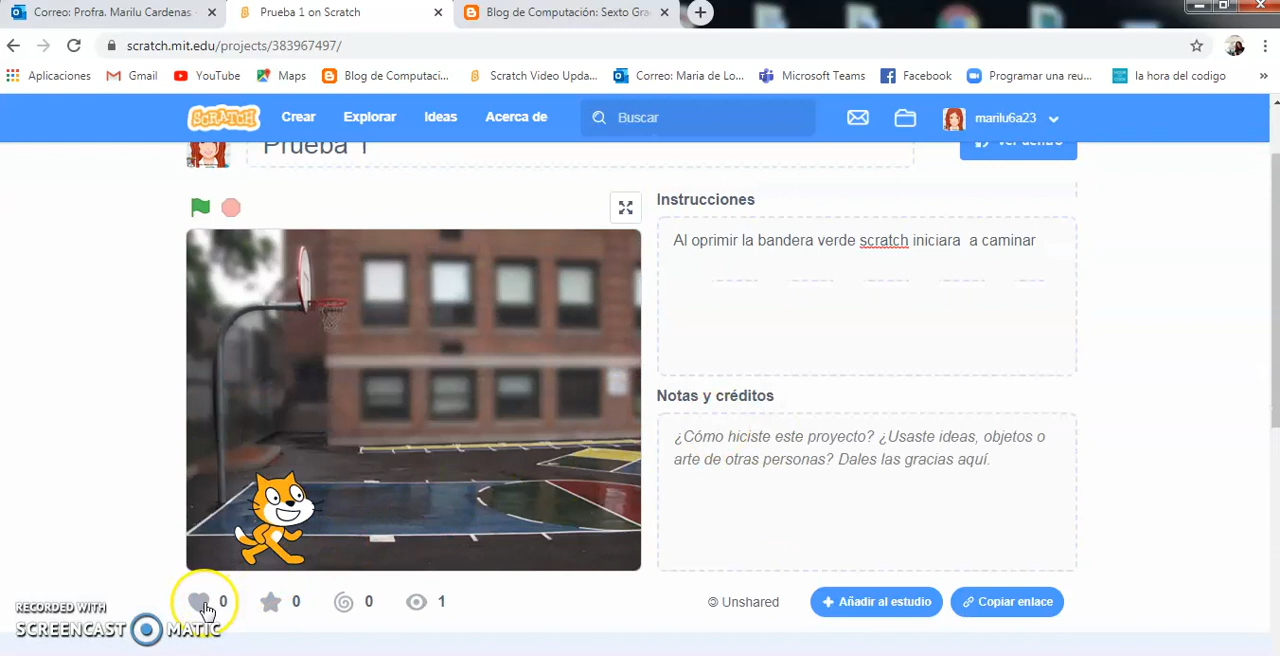 Correo: Profra. Marilu Cardenas
Prueba 1 on Scratch
Blog de Computación: Sexto Gra
scratch.mit.edu/projects/383967497/
Aplicaciones
Gmail
YouTube
Maps
Blog de Computaci...
Scratch Video Upda...
Correo: Maria de Lo...
Microsoft Teams
Facebook
Programar una reu...
la hora del codigo
SCRATCH
Crear
Explorar
Ideas
Acerca de
Buscar
marilu6a23
Prueba 1
Ver dentro
Instrucciones
Al oprimir la bandera verde scratch iniciara a caminar
Notas y créditos
¿Cómo hiciste este proyecto? ¿Usaste ideas, objetos o
arte de otras personas? Dales las gracias aquí.
0
0
0
1
Unshared
Añadir al estudio
Copiar enlace
RECORDED WITH
SCREENCAST MATIC